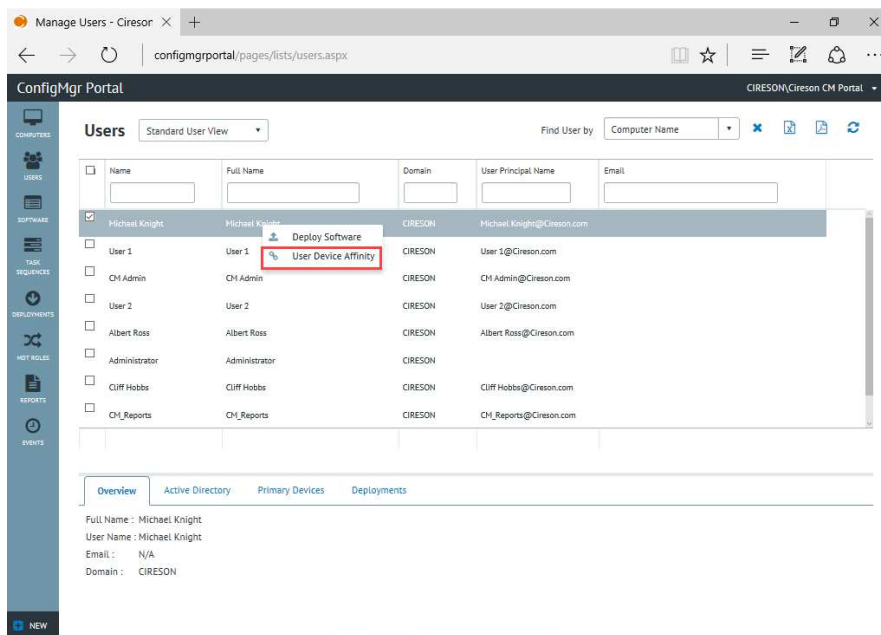 Manage Users - Cireson
configmgrportal/pages/lists/users.aspx
ConfigMgr Portal
CIRESON\Cireson CM Portal
COMPUTERS
USERS
SOFTWARE
TASK
SEQUENCES
DEPLOYMENTS
MDT ROLES
REPORTS
EVENTS
NEW
Users Standard User View Find User by Computer Name
Name Full Name Domain User Principal Name Email
Michael Knight Michael Knight CIRESON Michael Knight@Cireson.com
Deploy Software
User Device Affinity
User 1 User 1 CIRESON User 1@Cireson.com
CM Admin CM Admin CIRESON CM Admin@Cireson.com
User 2 User 2 CIRESON User 2@Cireson.com
Albert Ross Albert Ross CIRESON Albert Ross@Cireson.com
Administrator Administrator CIRESON
Cliff Hobbs Cliff Hobbs CIRESON Cliff Hobbs@Cireson.com
CM_Reports CM_Reports CIRESON CM_Reports@Cireson.com
Overview Active Directory Primary Devices Deployments
Full Name : Michael Knight
User Name : Michael Knight
Email : N/A
Domain : CIRESON